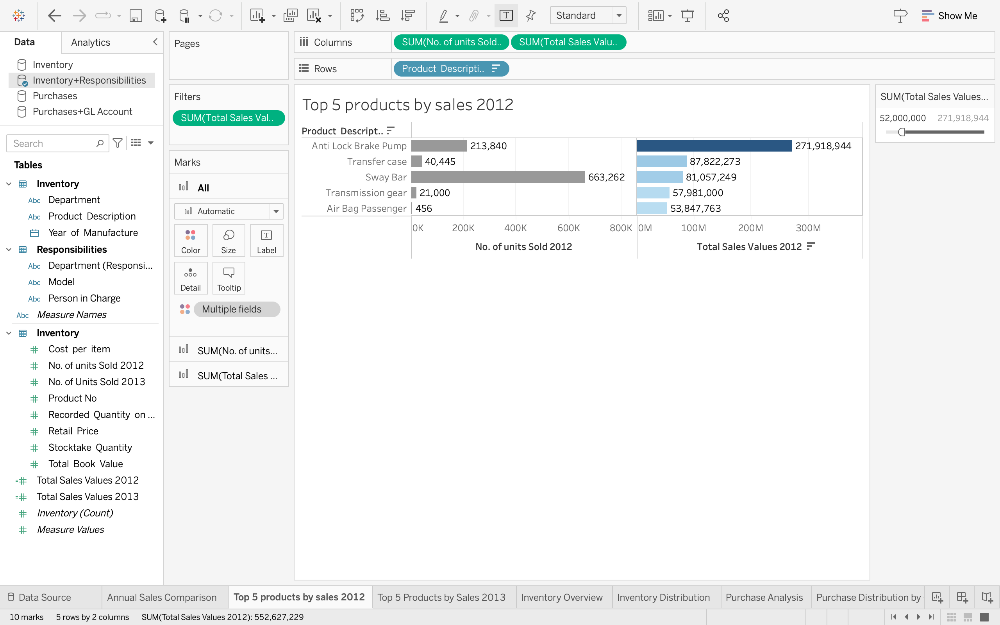 Standard
Show Me
Data
Analytics
Inventory
Inventory+Responsibilities
Purchases
Purchases+GL Account
Search
Tables
Inventory
Abc Department
Abc Product Description
Year of Manufacture
Responsibilities
Abc Department (Responsi...
Abc Model
Abc Person in Charge
Abc Measure Names
Inventory
Cost per item
No. of units Sold 2012
No. of Units Sold 2013
Product No
Recorded Quantity on ...
Retail Price
Stocktake Quantity
Total Book Value
Total Sales Values 2012
Total Sales Values 2013
Inventory (Count)
Measure Values
Pages
Filters
SUM(Total Sales Val..
Marks
All
Automatic
Color
Size
Label
Detail
Tooltip
Multiple fields
SUM(No. of units...
SUM(Total Sales ...
Columns
SUM(No. of units Sold..
SUM(Total Sales Valu..
Rows
Product Descripti..
Top 5 products by sales 2012
Product Descript..
Anti Lock Brake Pump 213,840 271,918,944
Transfer case 40,445 87,822,273
Sway Bar 663,262 81,057,249
Transmission gear 21,000 57,981,000
Air Bag Passenger 456 53,847,763
0K 200K 400K 600K 800K 0M 100M 200M 300M
No. of units Sold 2012 Total Sales Values 2012
SUM(Total Sales Values...
52,000,000 271,918,944
Data Source
Annual Sales Comparison
Top 5 products by sales 2012
Top 5 Products by Sales 2013
Inventory Overview
Inventory Distribution
Purchase Analysis
Purchase Distribution by
10 marks 5 rows by 2 columns SUM(Total Sales Values 2012): 552,627,229